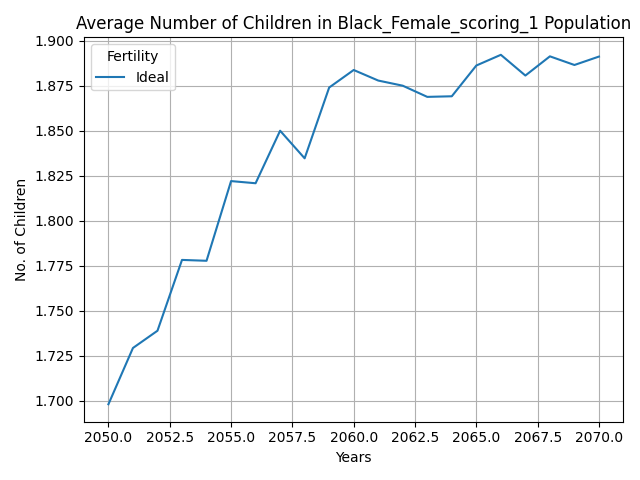 Average Number of Children in Black_Female_scoring_1 Population
Fertility
Ideal
No. of Children
1.900
1.875
1.850
1.825
1.800
1.775
1.750
1.725
1.700
2050.0 2052.5 2055.0 2057.5 2060.0 2062.5 2065.0 2067.5 2070.0
Years